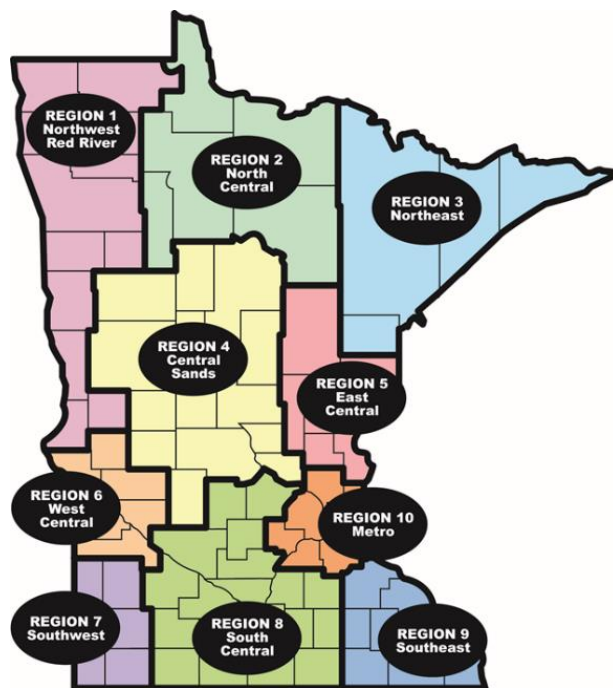 REGION 1
Northwest
Red River
REGION 2
North
Central
REGION 3
Northeast
REGION 4
Central
Sands
REGION 5
East
Central
REGION 6
West
Central
REGION 10
Metro
REGION 7
Southwest
REGION 8
South
Central
REGION 9
Southeast